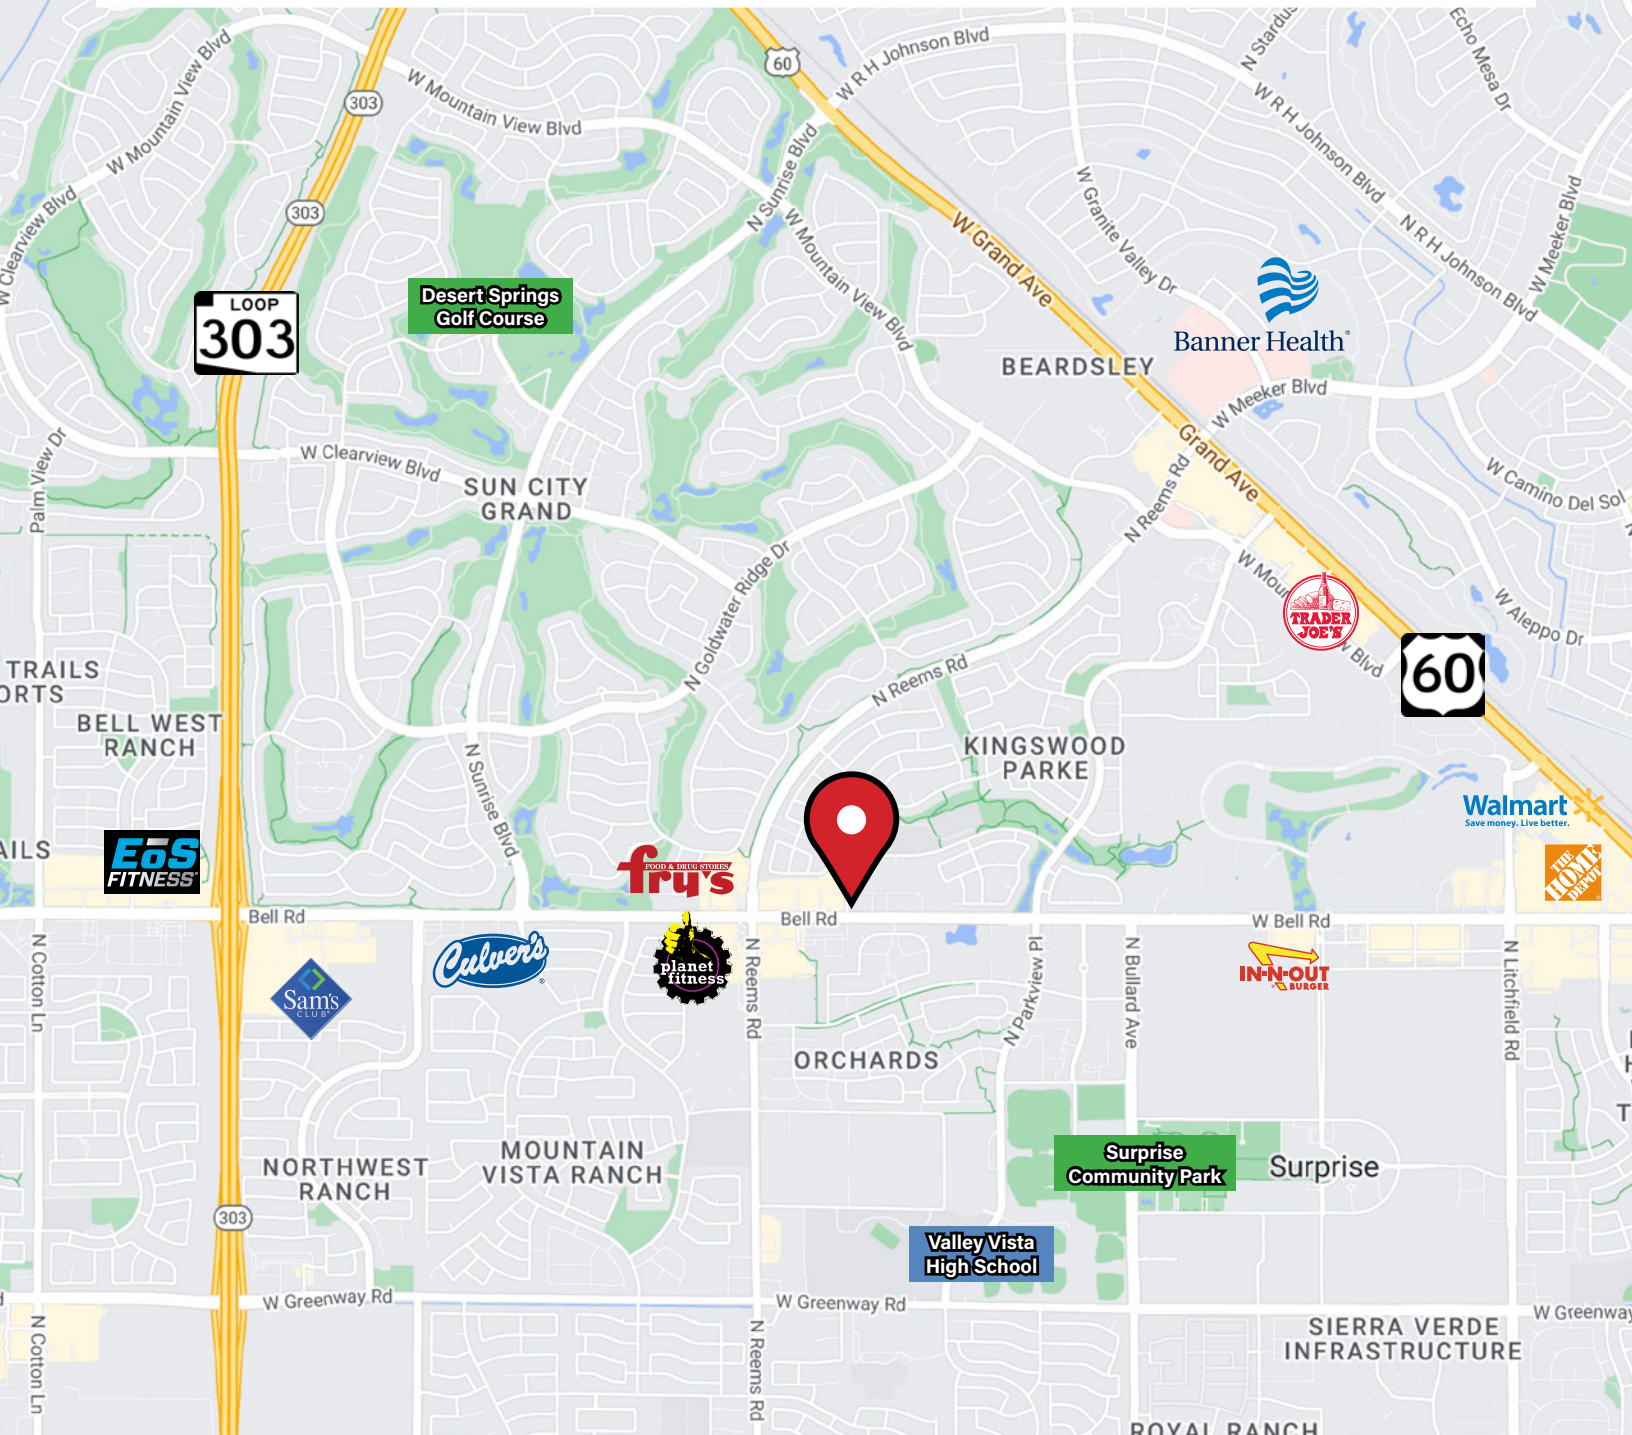 W Mountain View Blvd
303
W Mountain View Blvd
60
W R H Johnson Blvd
N Stardus
Echo Mesa Dr
W R H Johnson Blvd
W Clearview Blvd
303
N Sunrise Blvd
W Mountain View Blvd
W Grand Ave
W Granite Valley Dr
N R H Johnson Blvd
W Meeker Blvd
LOOP
303
Desert Springs
Golf Course
Banner Health
BEARDSLEY
W Meeker Blvd
Palm View Dr
W Clearview Blvd
SUN CITY
GRAND
Grand Ave
N Reems Rd
W Camino Del Sol
N Goldwater Ridge Dr
W Moun
w Blvd
TRADER
JOE'S
W Aleppo Dr
60
TRAILS
ORTS
BELL WEST
RANCH
N Reems Rd
KINGSWOOD
PARKE
N Sunrise Blvd
Walmart
Save money. Live better.
AILS
EōS
FITNESS
fry's
FOOD & DRUG STORES
THE
HOME
DEPOT
Bell Rd
Bell Rd
W Bell Rd
N Cotton Ln
Sam's
CLUB
Culver's
planet
fitness
N Reems Rd
N Parkview Pl
N Bullard Ave
IN-N-OUT
BURGER
N Litchfield Rd
ORCHARDS
MOUNTAIN
VISTA RANCH
NORTHWEST
RANCH
Surprise
Community Park
Surprise
303
Valley Vista
High School
W Greenway Rd
W Greenway Rd
W Greenway
N Cotton Ln
N Reems Rd
SIERRA VERDE
INFRASTRUCTURE
ROYAL RANCH